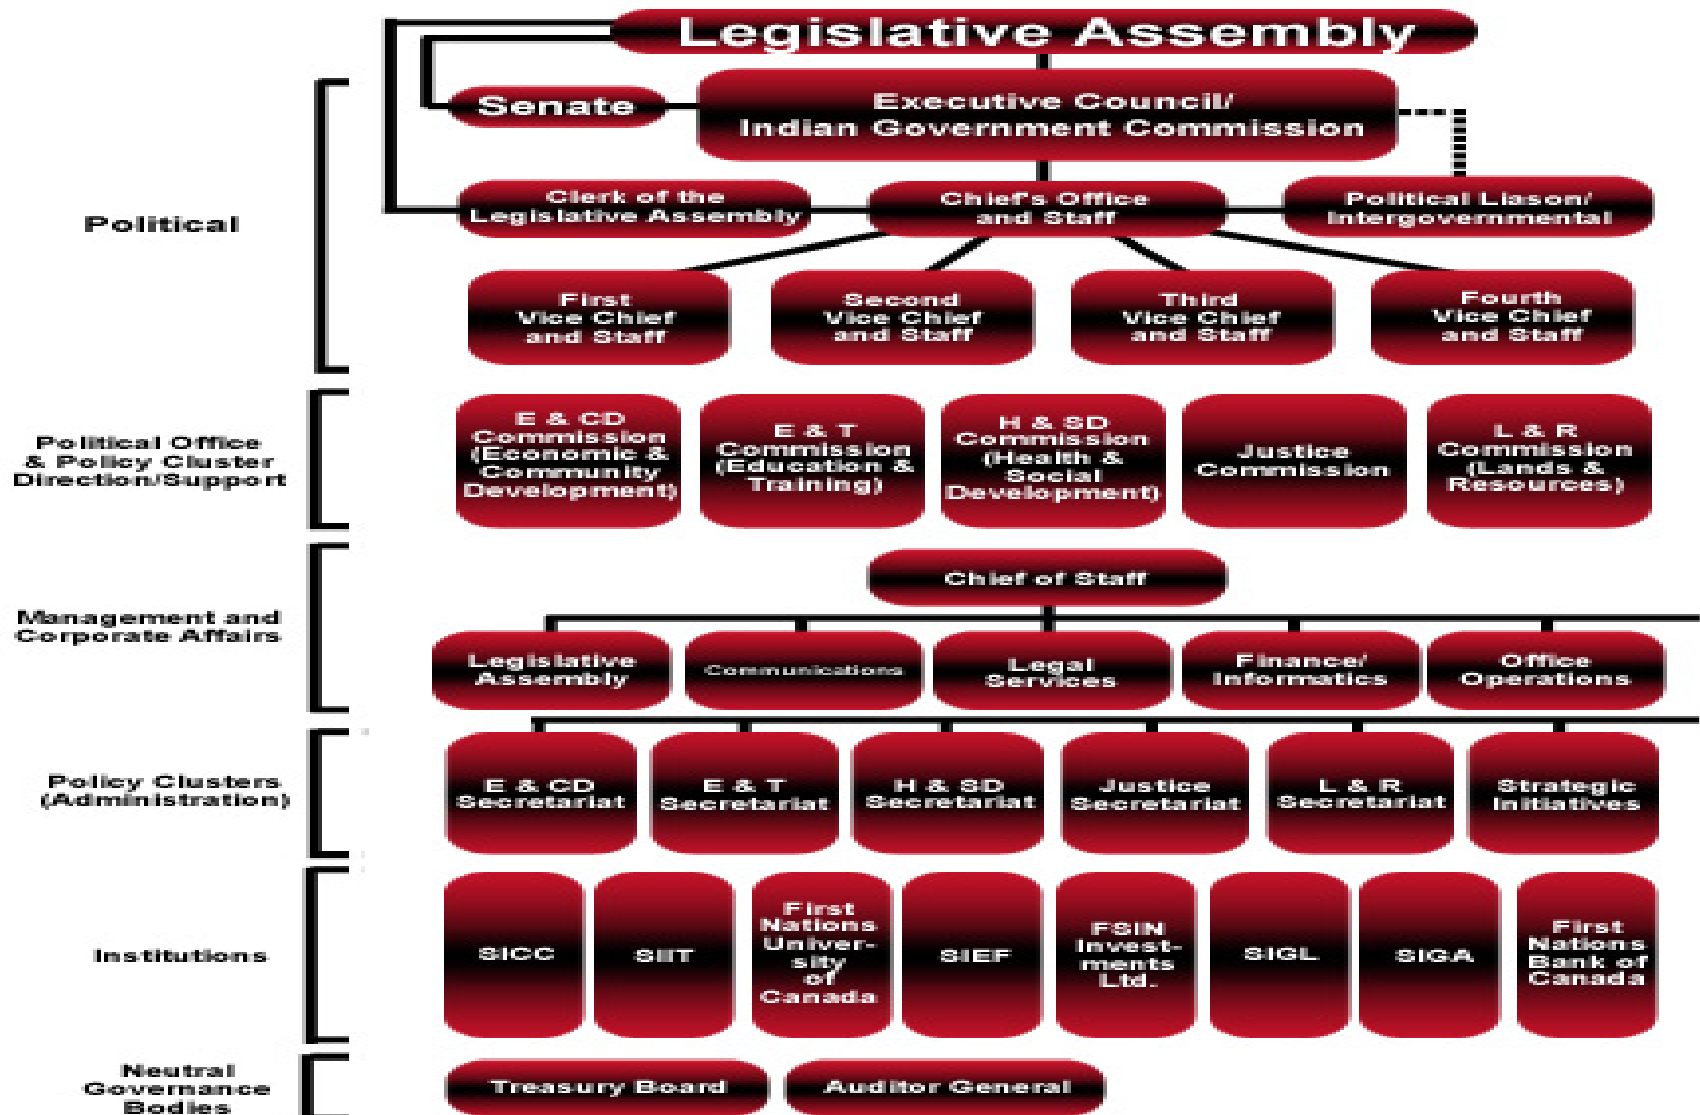 Legislative Assembly
Senate
Executive Council/
Indian Government Commission
Political
Clerk of the
Legislative Assembly
Chief's Office
and Staff
Political Liason/
Intergovernmental
First
Vice Chief
and Staff
Second
Vice Chief
and Staff
Third
Vice Chief
and Staff
Fourth
Vice Chief
and Staff
Political Office
& Policy Cluster
Direction/Support
E & CD
Commission
(Economic &
Community
Development)
E & T
Commission
(Education &
Training)
H & SD
Commission
(Health &
Social
Development)
Justice
Commission
L & R
Commission
(Lands &
Resources)
Management and
Corporate Affairs
Chief of Staff
Legislative
Assembly
Communications
Legal
Services
Finance/
Informatics
Office
Operations
Policy Clusters
(Administration)
E & CD
Secretariat
E & T
Secretariat
H & SD
Secretariat
Justice
Secretariat
L & R
Secretariat
Strategic
Initiatives
Institutions
SICC
SIIT
First
Nations
Univer-
sity
of
Canada
SIEF
FSIN
Invest-
ments
Ltd.
SIGL
SIGA
First
Nations
Bank of
Canada
Neutral
Governance
Bodies
Treasury Board
Auditor General